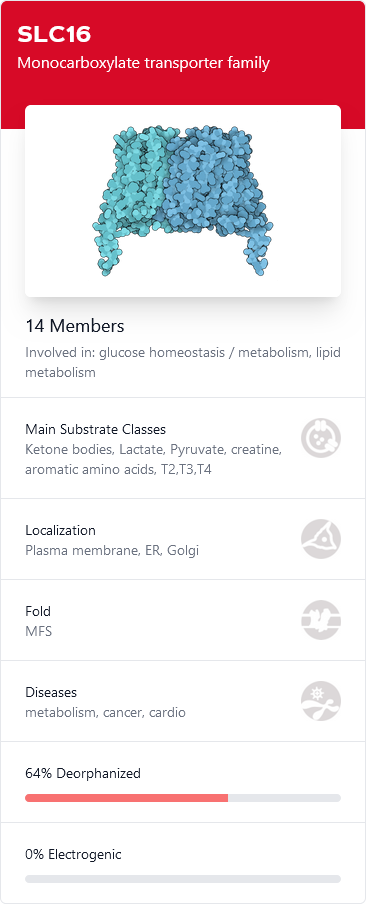 SLC16
Monocarboxylate transporter family
14 Members
Involved in: glucose homeostasis / metabolism, lipid
metabolism
Main Substrate Classes
Ketone bodies, Lactate, Pyruvate, creatine,
aromatic amino acids, T2,T3,T4
Localization
Plasma membrane, ER, Golgi
Fold
MFS
Diseases
metabolism, cancer, cardio
64% Deorphanized
0% Electrogenic